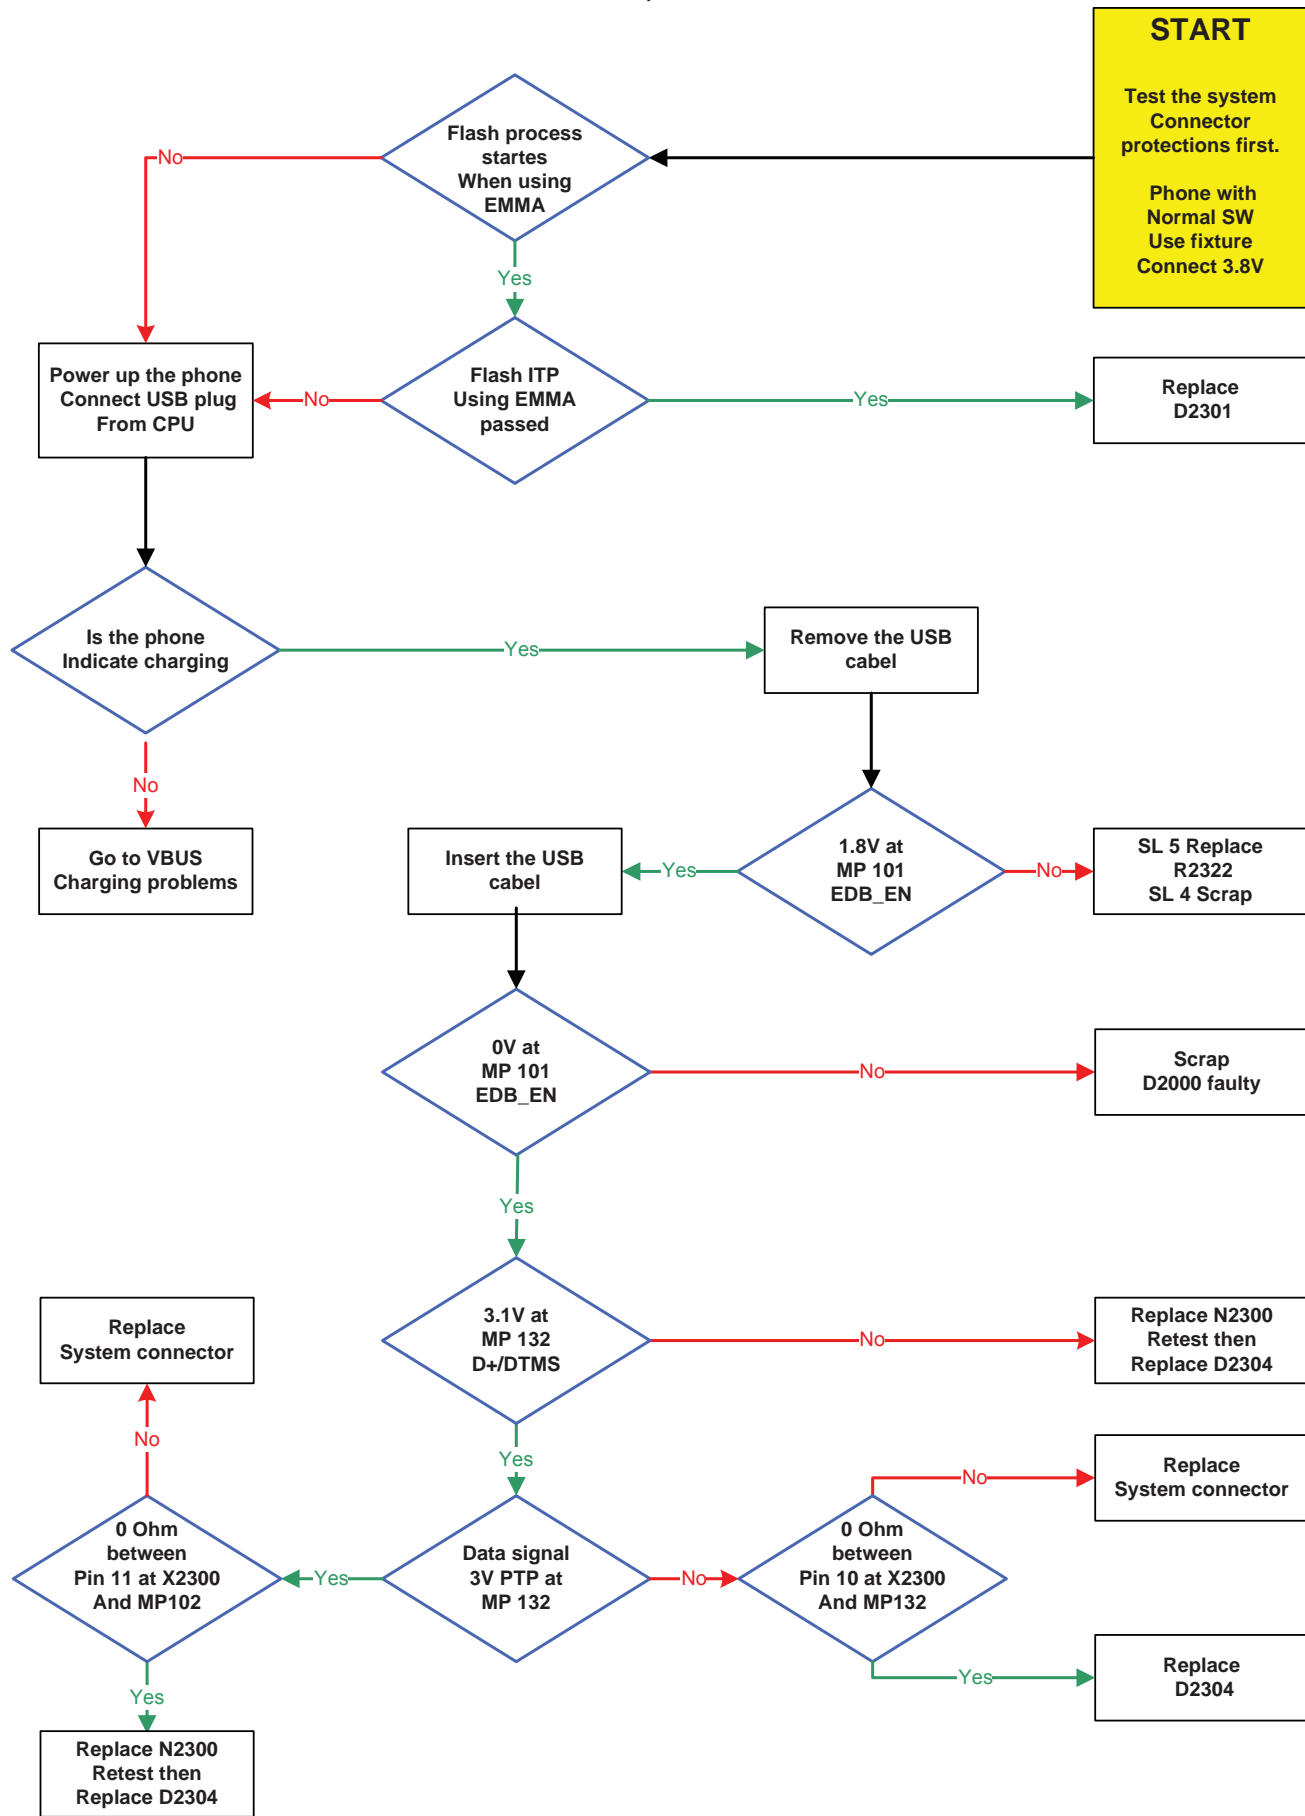 START
Test the system
Connector
protections first.
Phone with
Normal SW
Use fixture
Connect 3.8V
Flash process
startes
When using
EMMA
No
Yes
Power up the phone
Connect USB plug
From CPU
No
Flash ITP
Using EMMA
passed
Yes
Replace
D2301
Is the phone
Indicate charging
Yes
Remove the USB
cabel
No
Go to VBUS
Charging problems
Insert the USB
cabel
Yes
1.8V at
MP 101
EDB_EN
No
SL 5 Replace
R2322
SL 4 Scrap
0V at
MP 101
EDB_EN
No
Scrap
D2000 faulty
Yes
3.1V at
MP 132
D+/DTMS
No
Replace N2300
Retest then
Replace D2304
Replace
System connector
No
Yes
0 Ohm
between
Pin 11 at X2300
And MP102
Yes
Data signal
3V PTP at
MP 132
No
0 Ohm
between
Pin 10 at X2300
And MP132
No
Replace
System connector
Yes
Replace
D2304
Yes
Replace N2300
Retest then
Replace D2304